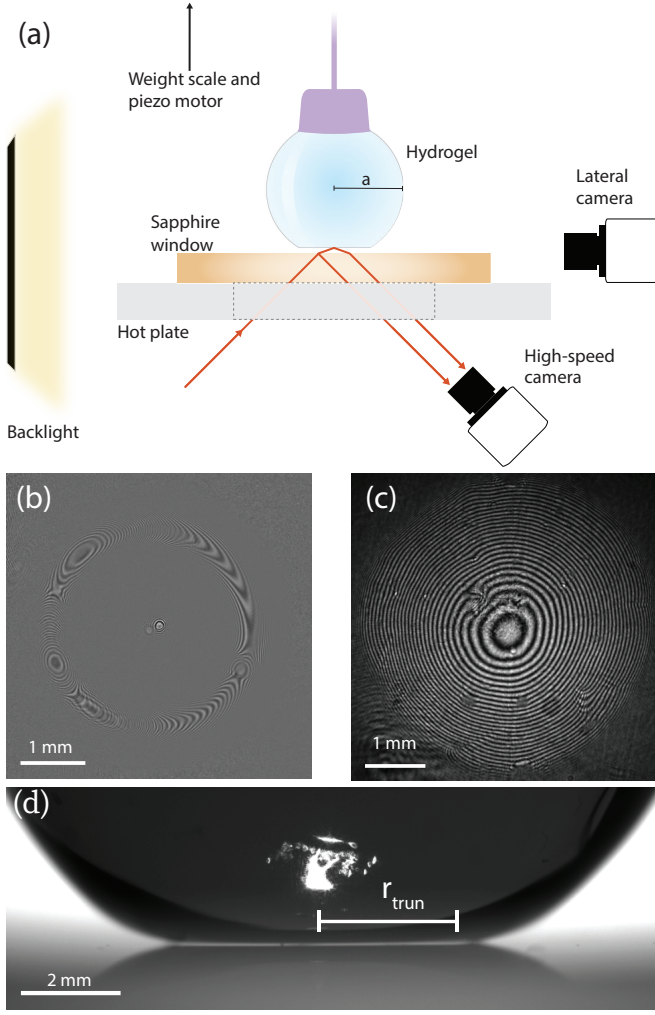 (a)
Weight scale and
piezo motor
Hydrogel
a
Lateral
camera
Sapphire
window
Hot plate
High-speed
camera
Backlight
(b)
1 mm
(c)
1 mm
(d)
r_trun
2 mm